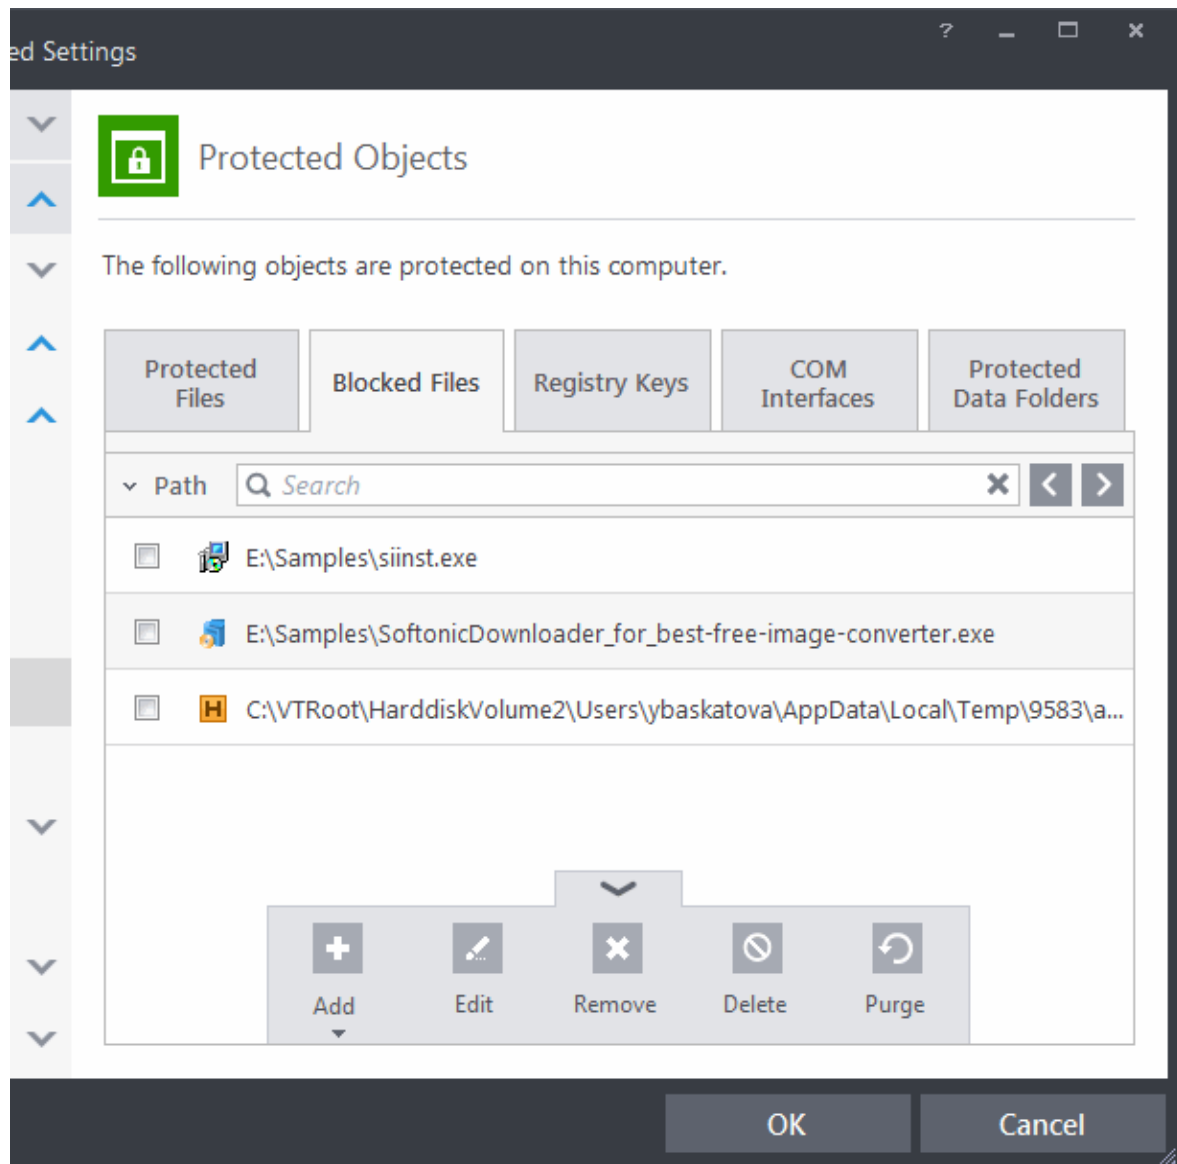 ed Settings
?
Protected Objects
The following objects are protected on this computer.
Protected Files
Blocked Files
Registry Keys
COM Interfaces
Protected Data Folders
Path
Search
E:\Samples\siinst.exe
E:\Samples\SoftonicDownloader_for_best-free-image-converter.exe
H
C:\VTRoot\HarddiskVolume2\Users\ybaskatova\AppData\Local\Temp\9583\a...
Add
Edit
Remove
Delete
Purge
OK
Cancel